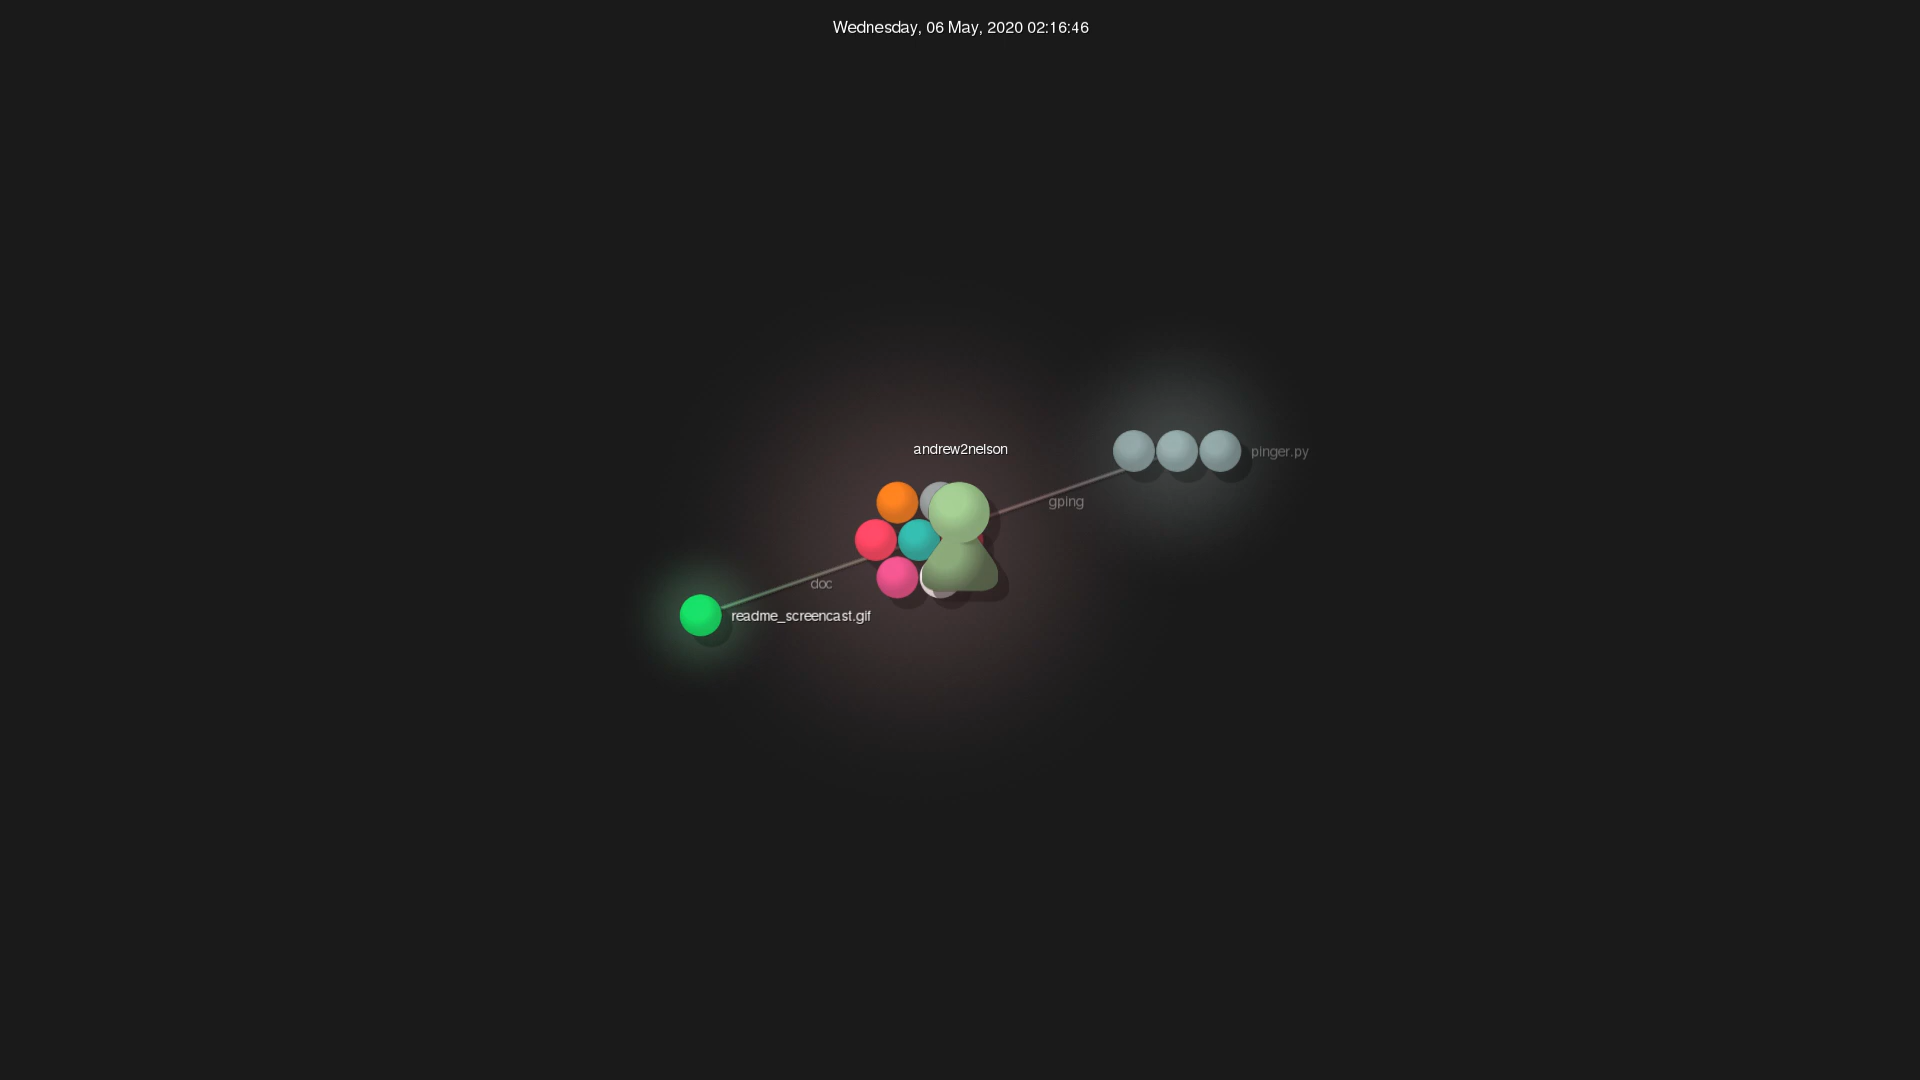 Wednesday, 06 May, 2020 02:16:46
andrew2nelson
pinger.py
gping
doc
readme_screencast.gif